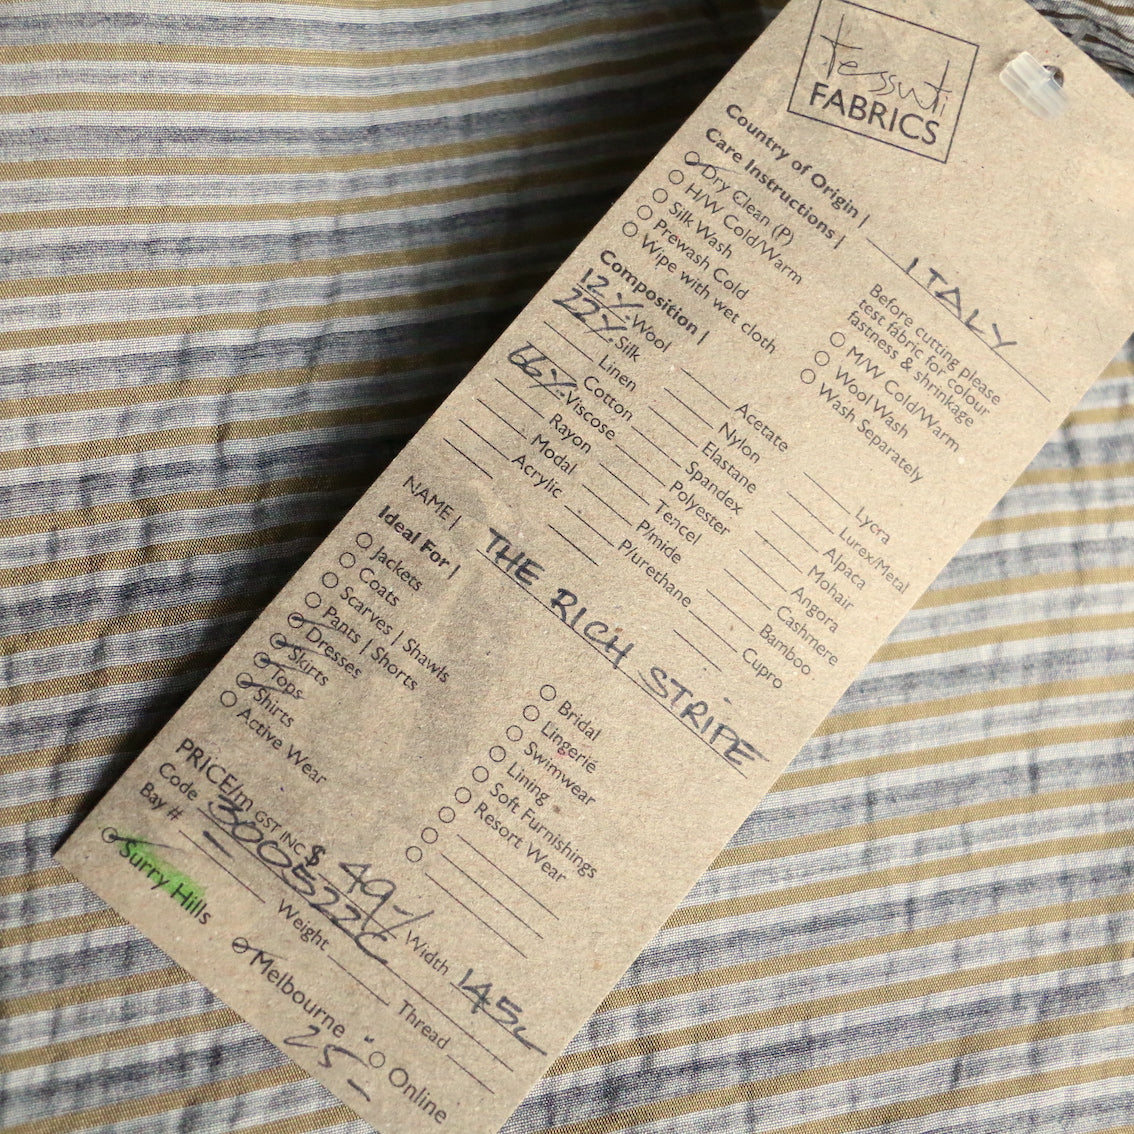 tessuti
FABRICS
Country of Origin | ITALY
Care Instructions |
Dry Clean (P)
H/W Cold/Warm
Silk Wash
Prewash Cold
Wipe with wet cloth
Before cutting please
test fabric for colour
fastness & shrinkage
M/W Cold/Warm
Wool Wash
Wash Separately
Composition |
12% Wool
22% Silk
Linen
Cotton
66% Viscose
Rayon
Modal
Acrylic
Acetate
Nylon
Elastane
Spandex
Polyester
Tencel
P/mide
P/urethane
Lycra
Lurex/Metal
Alpaca
Mohair
Angora
Cashmere
Bamboo
Cupro
NAME | THE RICH STRIPE
Ideal For |
Jackets
Coats
Scarves | Shawls
Pants | Shorts
Dresses
Skirts
Tops
Shirts
Active Wear
Bridal
Lingerie
Swimwear
Lining
Soft Furnishings
Resort Wear
PRICE/m GST INC $ 49-/ Width 145
Code Thread
Bay # Weight
Surry Hills Melbourne Online
25-